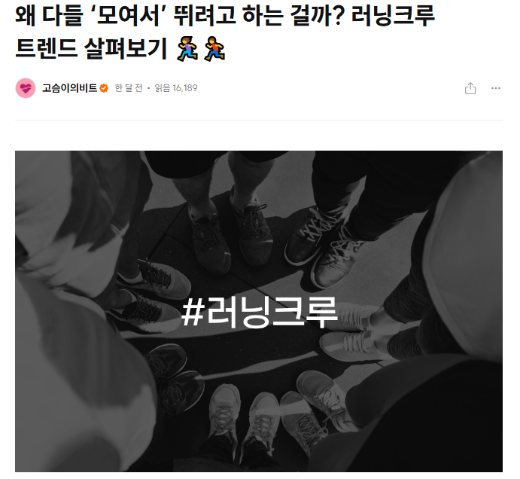 왜 다들 ‘모여서’ 뛰려고 하는 걸까? 러닝크루
트렌드 살펴보기 🏃‍♀️🏃
고슴이의비트 한 달 전 • 읽음 16,189
#러닝크루